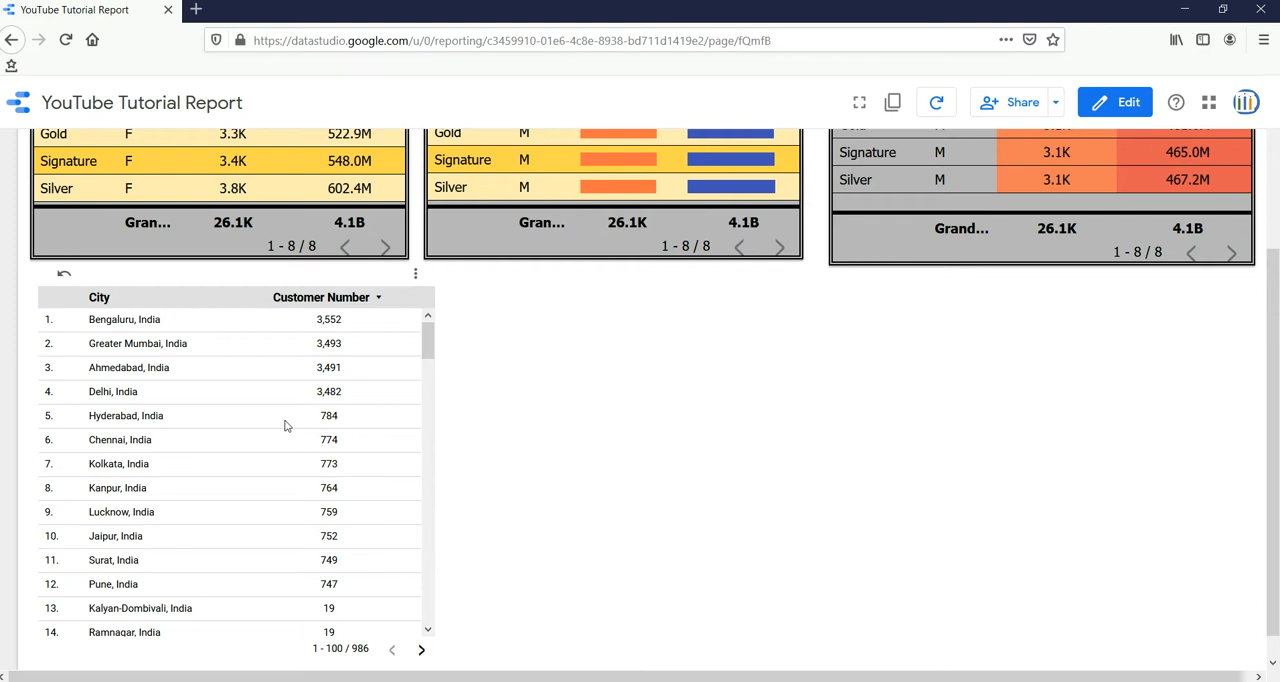 YouTube Tutorial Report
https://datastudio.google.com/u/0/reporting/c3459910-01e6-4c8e-8938-bd711d1419e2/page/fQmfB
YouTube Tutorial Report
Share
Edit
Gold F 3.3K 522.9M
Signature F 3.4K 548.0M
Silver F 3.8K 602.4M
Gran... 26.1K 4.1B
1 - 8 / 8
Gold M
Signature M
Silver M
Gran... 26.1K 4.1B
1 - 8 / 8
Signature M 3.1K 465.0M
Silver M 3.1K 467.2M
Grand... 26.1K 4.1B
1 - 8 / 8
City Customer Number
1. Bengaluru, India 3,552
2. Greater Mumbai, India 3,493
3. Ahmedabad, India 3,491
4. Delhi, India 3,482
5. Hyderabad, India 784
6. Chennai, India 774
7. Kolkata, India 773
8. Kanpur, India 764
9. Lucknow, India 759
10. Jaipur, India 752
11. Surat, India 749
12. Pune, India 747
13. Kalyan-Dombivali, India 19
14. Ramnagar, India 19
1 - 100 / 986